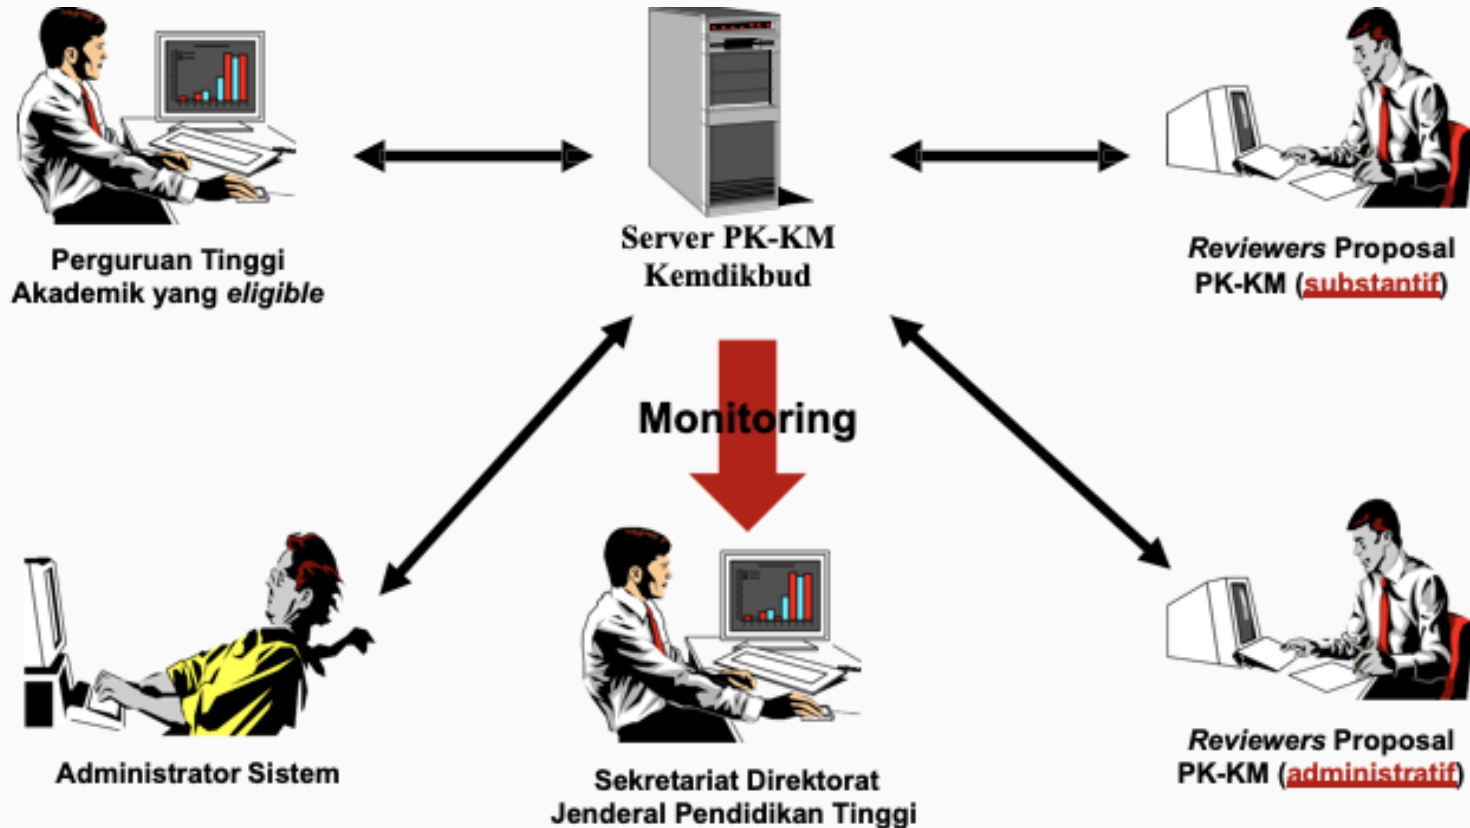 Perguruan Tinggi
Akademik yang eligible
Server PK-KM
Kemdikbud
Reviewers Proposal
PK-KM (substantif)
Monitoring
Administrator Sistem
Sekretariat Direktorat
Jenderal Pendidikan Tinggi
Reviewers Proposal
PK-KM (administratif)